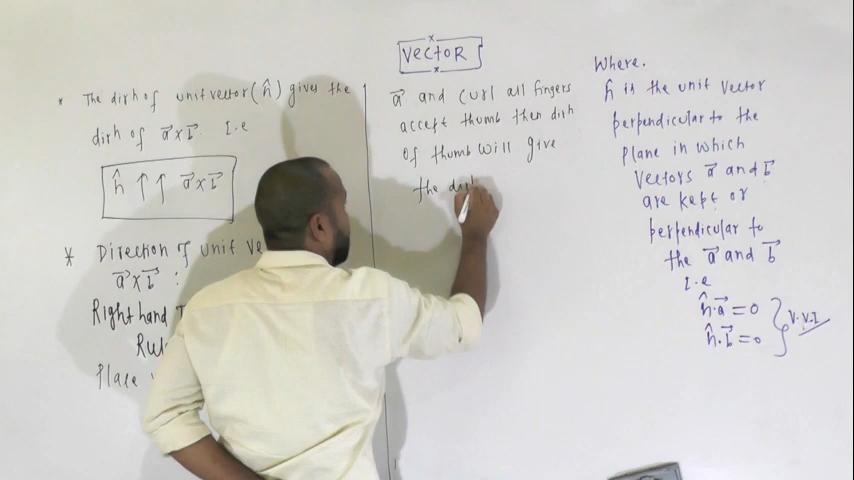 VECTOR
* The dirn of unit vector (n̂) gives the
dirn of a⃗×b⃗. I.e
n̂ ↑↑ a⃗×b⃗
* Direction of unit Ve
a⃗×b⃗ :
Right hand T
Rul
Place
a⃗ and Curl all fingers
accept thumb then dirn
of thumb will give
the dirn
Where.
n̂ is the unit vector
perpendicular to the
plane in which
Vectors a⃗ and b⃗
are kept or
perpendicular to
the a⃗ and b⃗
I.e
n̂.a⃗ = 0
n̂.b⃗ = 0
V.V.I